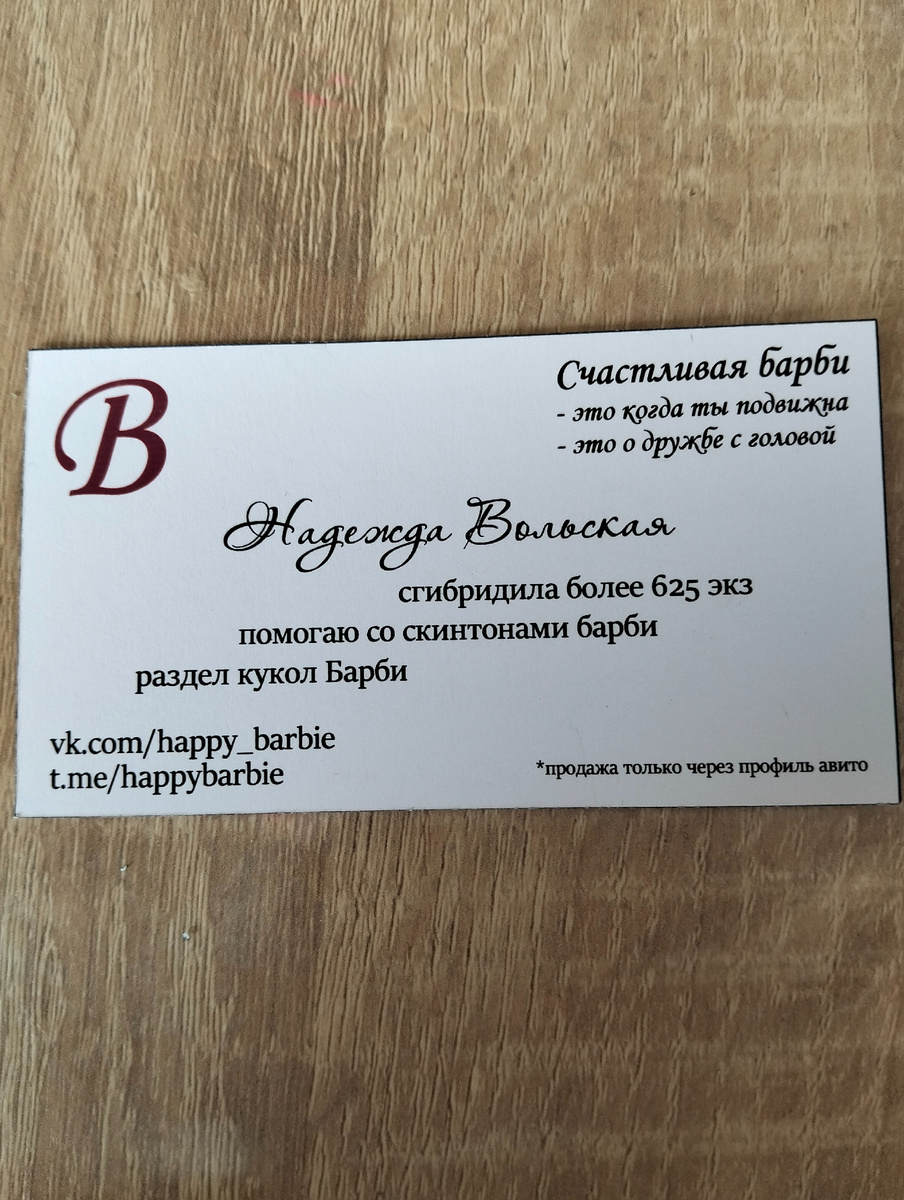 В
Счастливая барби
- это когда ты подвижна
- это о дружбе с головой
Надежда Вольская
сгибридила более 625 экз
помогаю со скинтонами барби
раздел кукол Барби
vk.com/happy_barbie
t.me/happybarbie
*продажа только через профиль авито